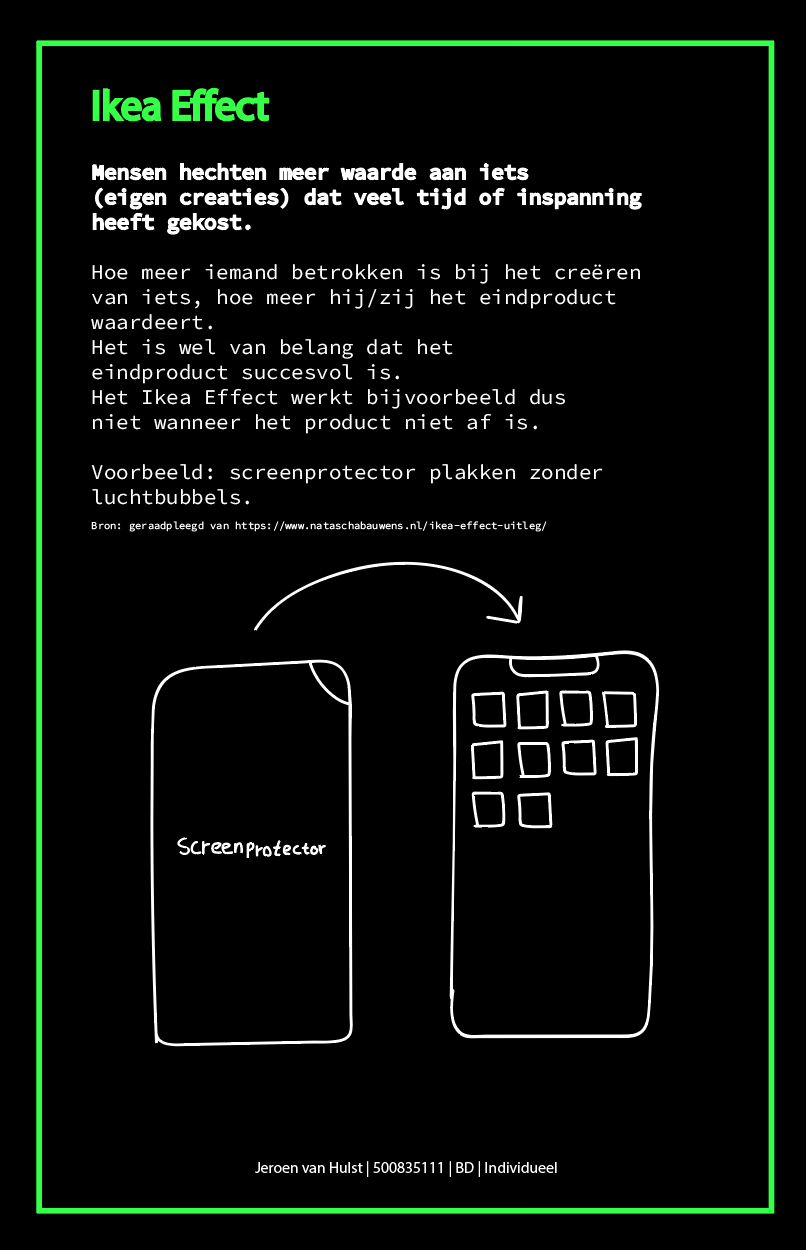 Ikea Effect
Mensen hechten meer waarde aan iets
(eigen creaties) dat veel tijd of inspanning
heeft gekost.
Hoe meer iemand betrokken is bij het creëren
van iets, hoe meer hij/zij het eindproduct
waardeert.
Het is wel van belang dat het
eindproduct succesvol is.
Het Ikea Effect werkt bijvoorbeeld dus
niet wanneer het product niet af is.
Voorbeeld: screenprotector plakken zonder
luchtbubbels.
Bron: geraadpleegd van https://www.nataschabauwens.nl/ikea-effect-uitleg/
Screenprotector
Jeroen van Hulst | 500835111 | BD | Individueel